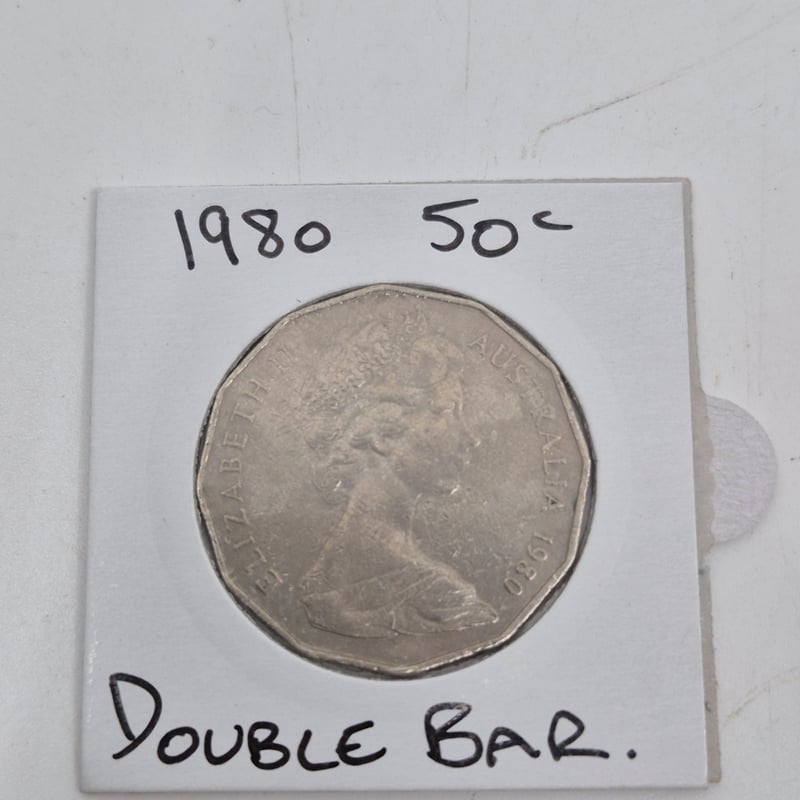 1980 50c
ELIZABETH II AUSTRALIA 1980
DOUBLE BAR.